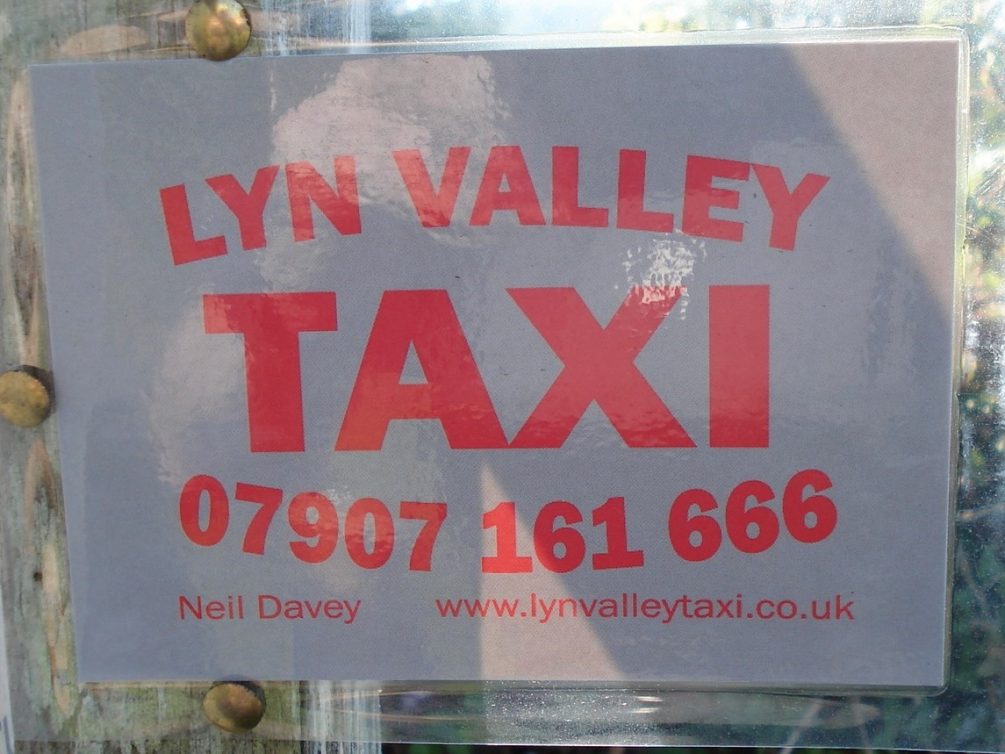 LYN VALLEY
TAXI
07907 161 666
Neil Davey www.lynvalleytaxi.co.uk